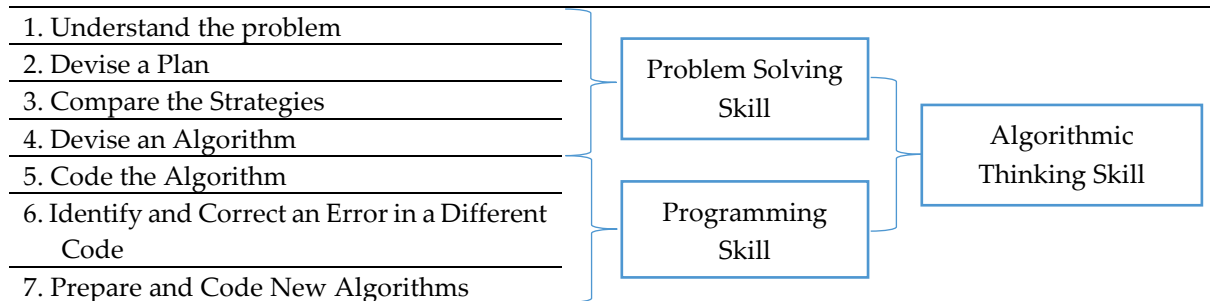 1. Understand the problem
2. Devise a Plan
3. Compare the Strategies
4. Devise an Algorithm
5. Code the Algorithm
6. Identify and Correct an Error in a Different
Code
7. Prepare and Code New Algorithms
Problem Solving
Skill
Programming
Skill
Algorithmic
Thinking Skill